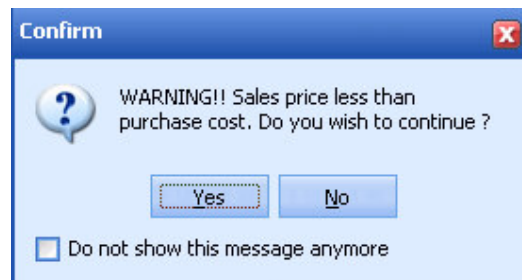 Confirm
WARNING!! Sales price less than
purchase cost. Do you wish to continue ?
Yes
No
Do not show this message anymore